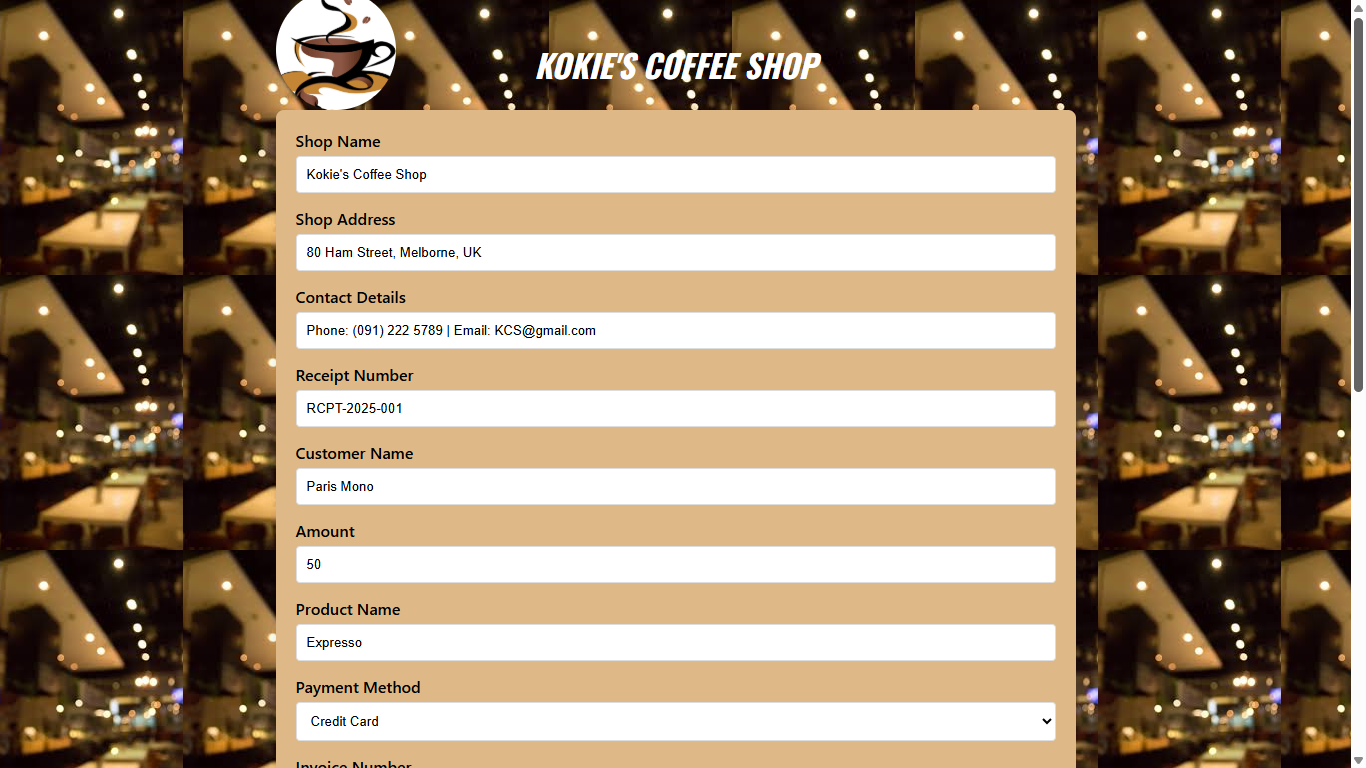 KOKIE'S COFFEE SHOP
Shop Name
Kokie's Coffee Shop
Shop Address
80 Ham Street, Melborne, UK
Contact Details
Phone: (091) 222 5789 | Email: KCS@gmail.com
Receipt Number
RCPT-2025-001
Customer Name
Paris Mono
Amount
50
Product Name
Expresso
Payment Method
Credit Card
Invoice Number